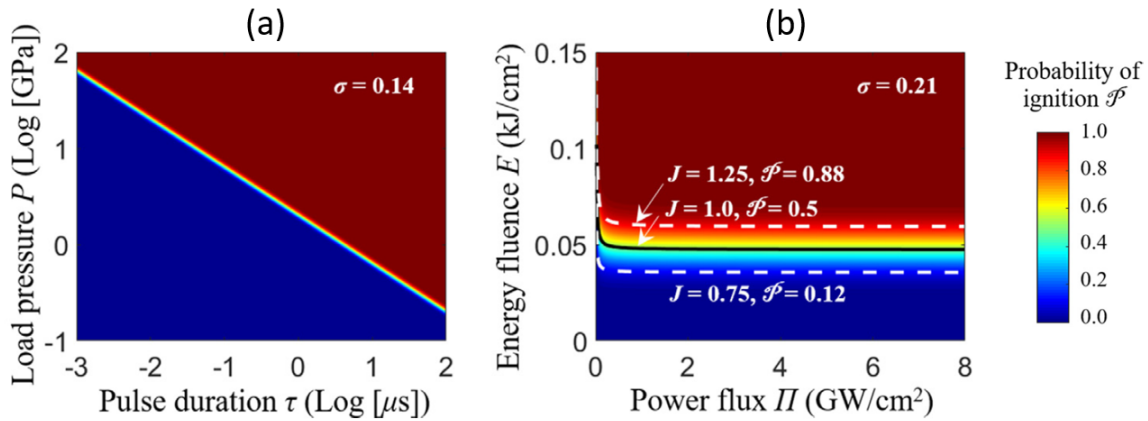 (a)
Load pressure P (Log [GPa])
2
1
0
-1
σ = 0.14
-3
-2
-1
0
1
2
Pulse duration τ (Log [μs])
(b)
Energy fluence E (kJ/cm²)
0.15
0.1
0.05
0
σ = 0.21
J = 1.25, 𝒫 = 0.88
J = 1.0, 𝒫 = 0.5
J = 0.75, 𝒫 = 0.12
0
2
4
6
8
Power flux Π (GW/cm²)
Probability of
ignition 𝒫
1.0
0.8
0.6
0.4
0.2
0.0